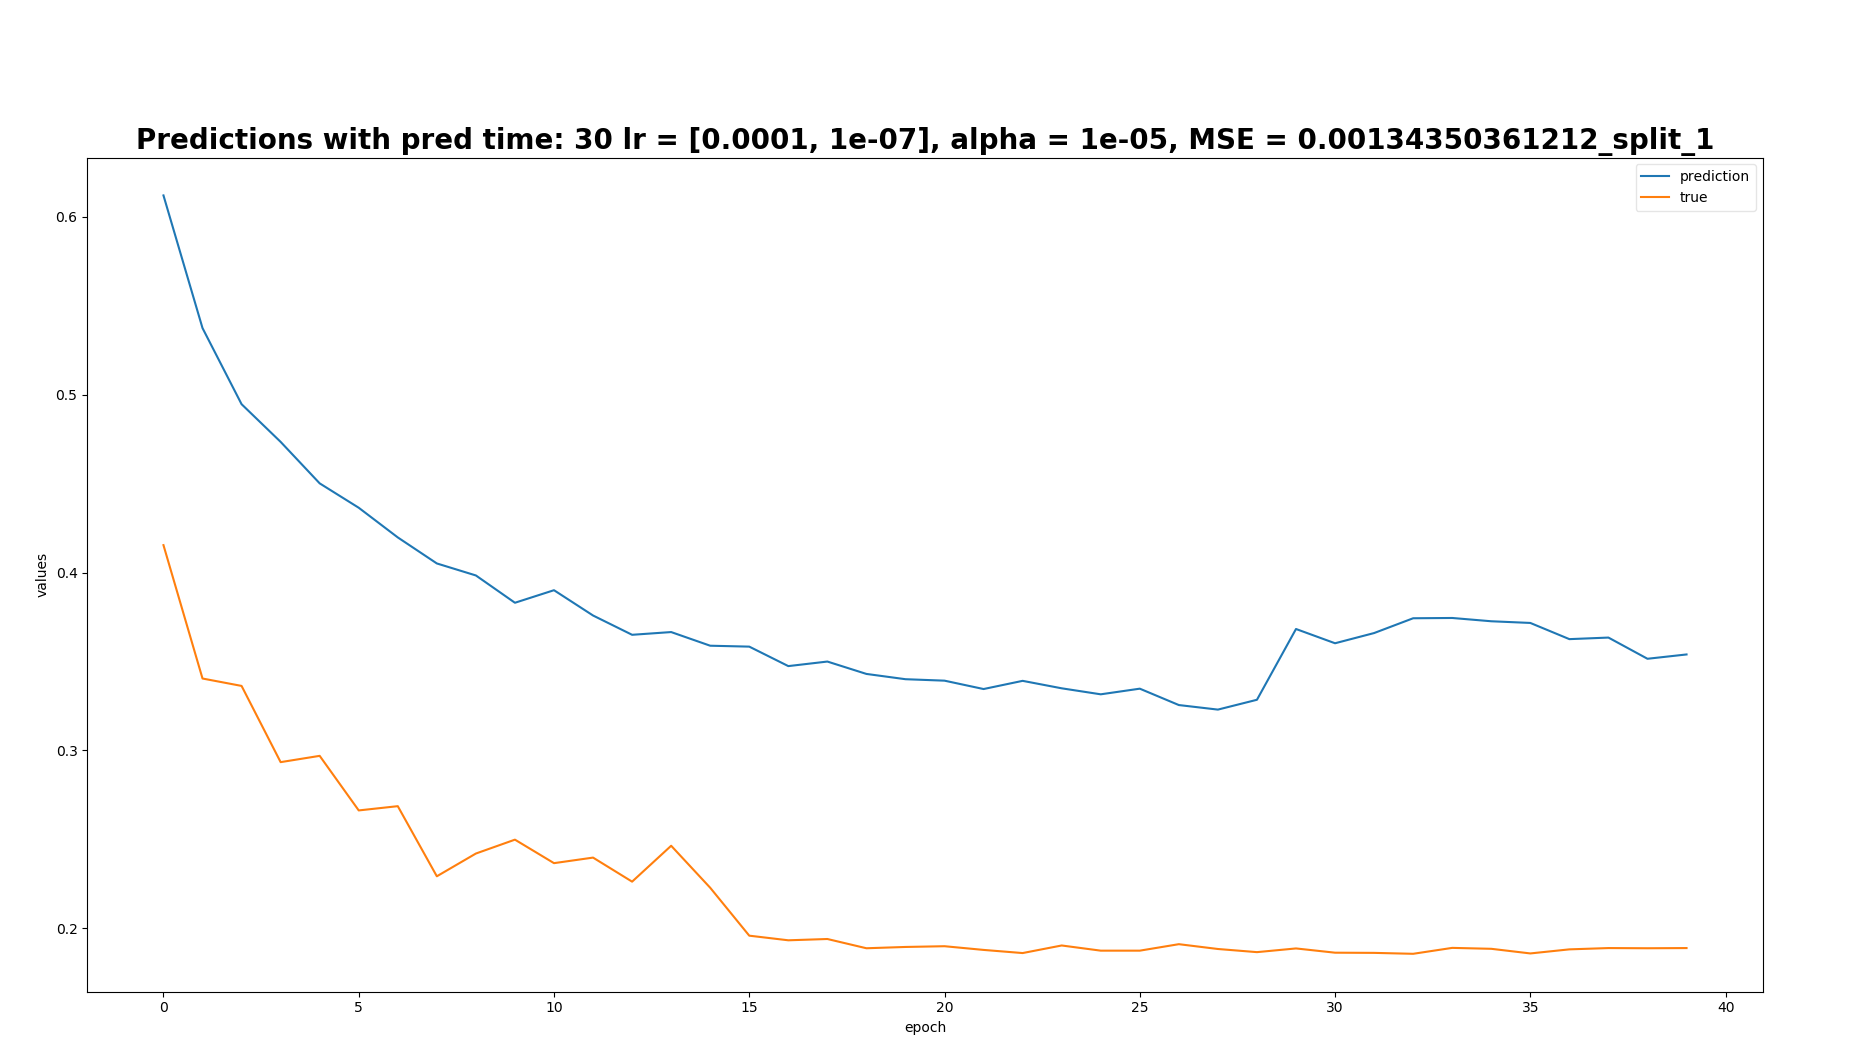 Predictions with pred time: 30 lr = [0.0001, 1e-07], alpha = 1e-05, MSE = 0.00134350361212_split_1
prediction
true
0.6
0.5
0.4
0.3
0.2
values
0 5 10 15 20 25 30 35 40
epoch